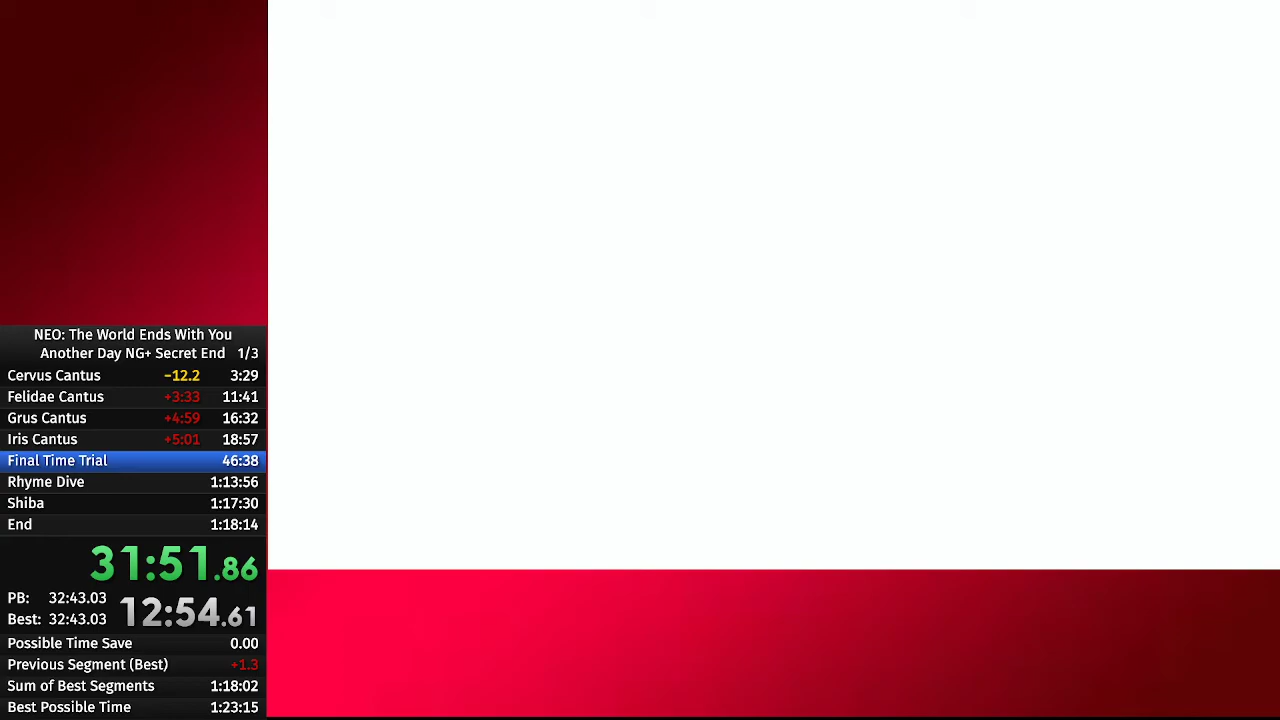 NEO: The World Ends With You
Another Day NG+ Secret End 1/3
Cervus Cantus −12.2 3:29
Felidae Cantus +3:33 11:41
Grus Cantus +4:59 16:32
Iris Cantus +5:01 18:57
Final Time Trial 46:38
Rhyme Dive 1:13:56
Shiba 1:17:30
End 1:18:14
31:51.86
PB: 32:43.03
Best: 32:43.03
12:54.61
Possible Time Save 0.00
Previous Segment (Best) +1.3
Sum of Best Segments 1:18:02
Best Possible Time 1:23:15